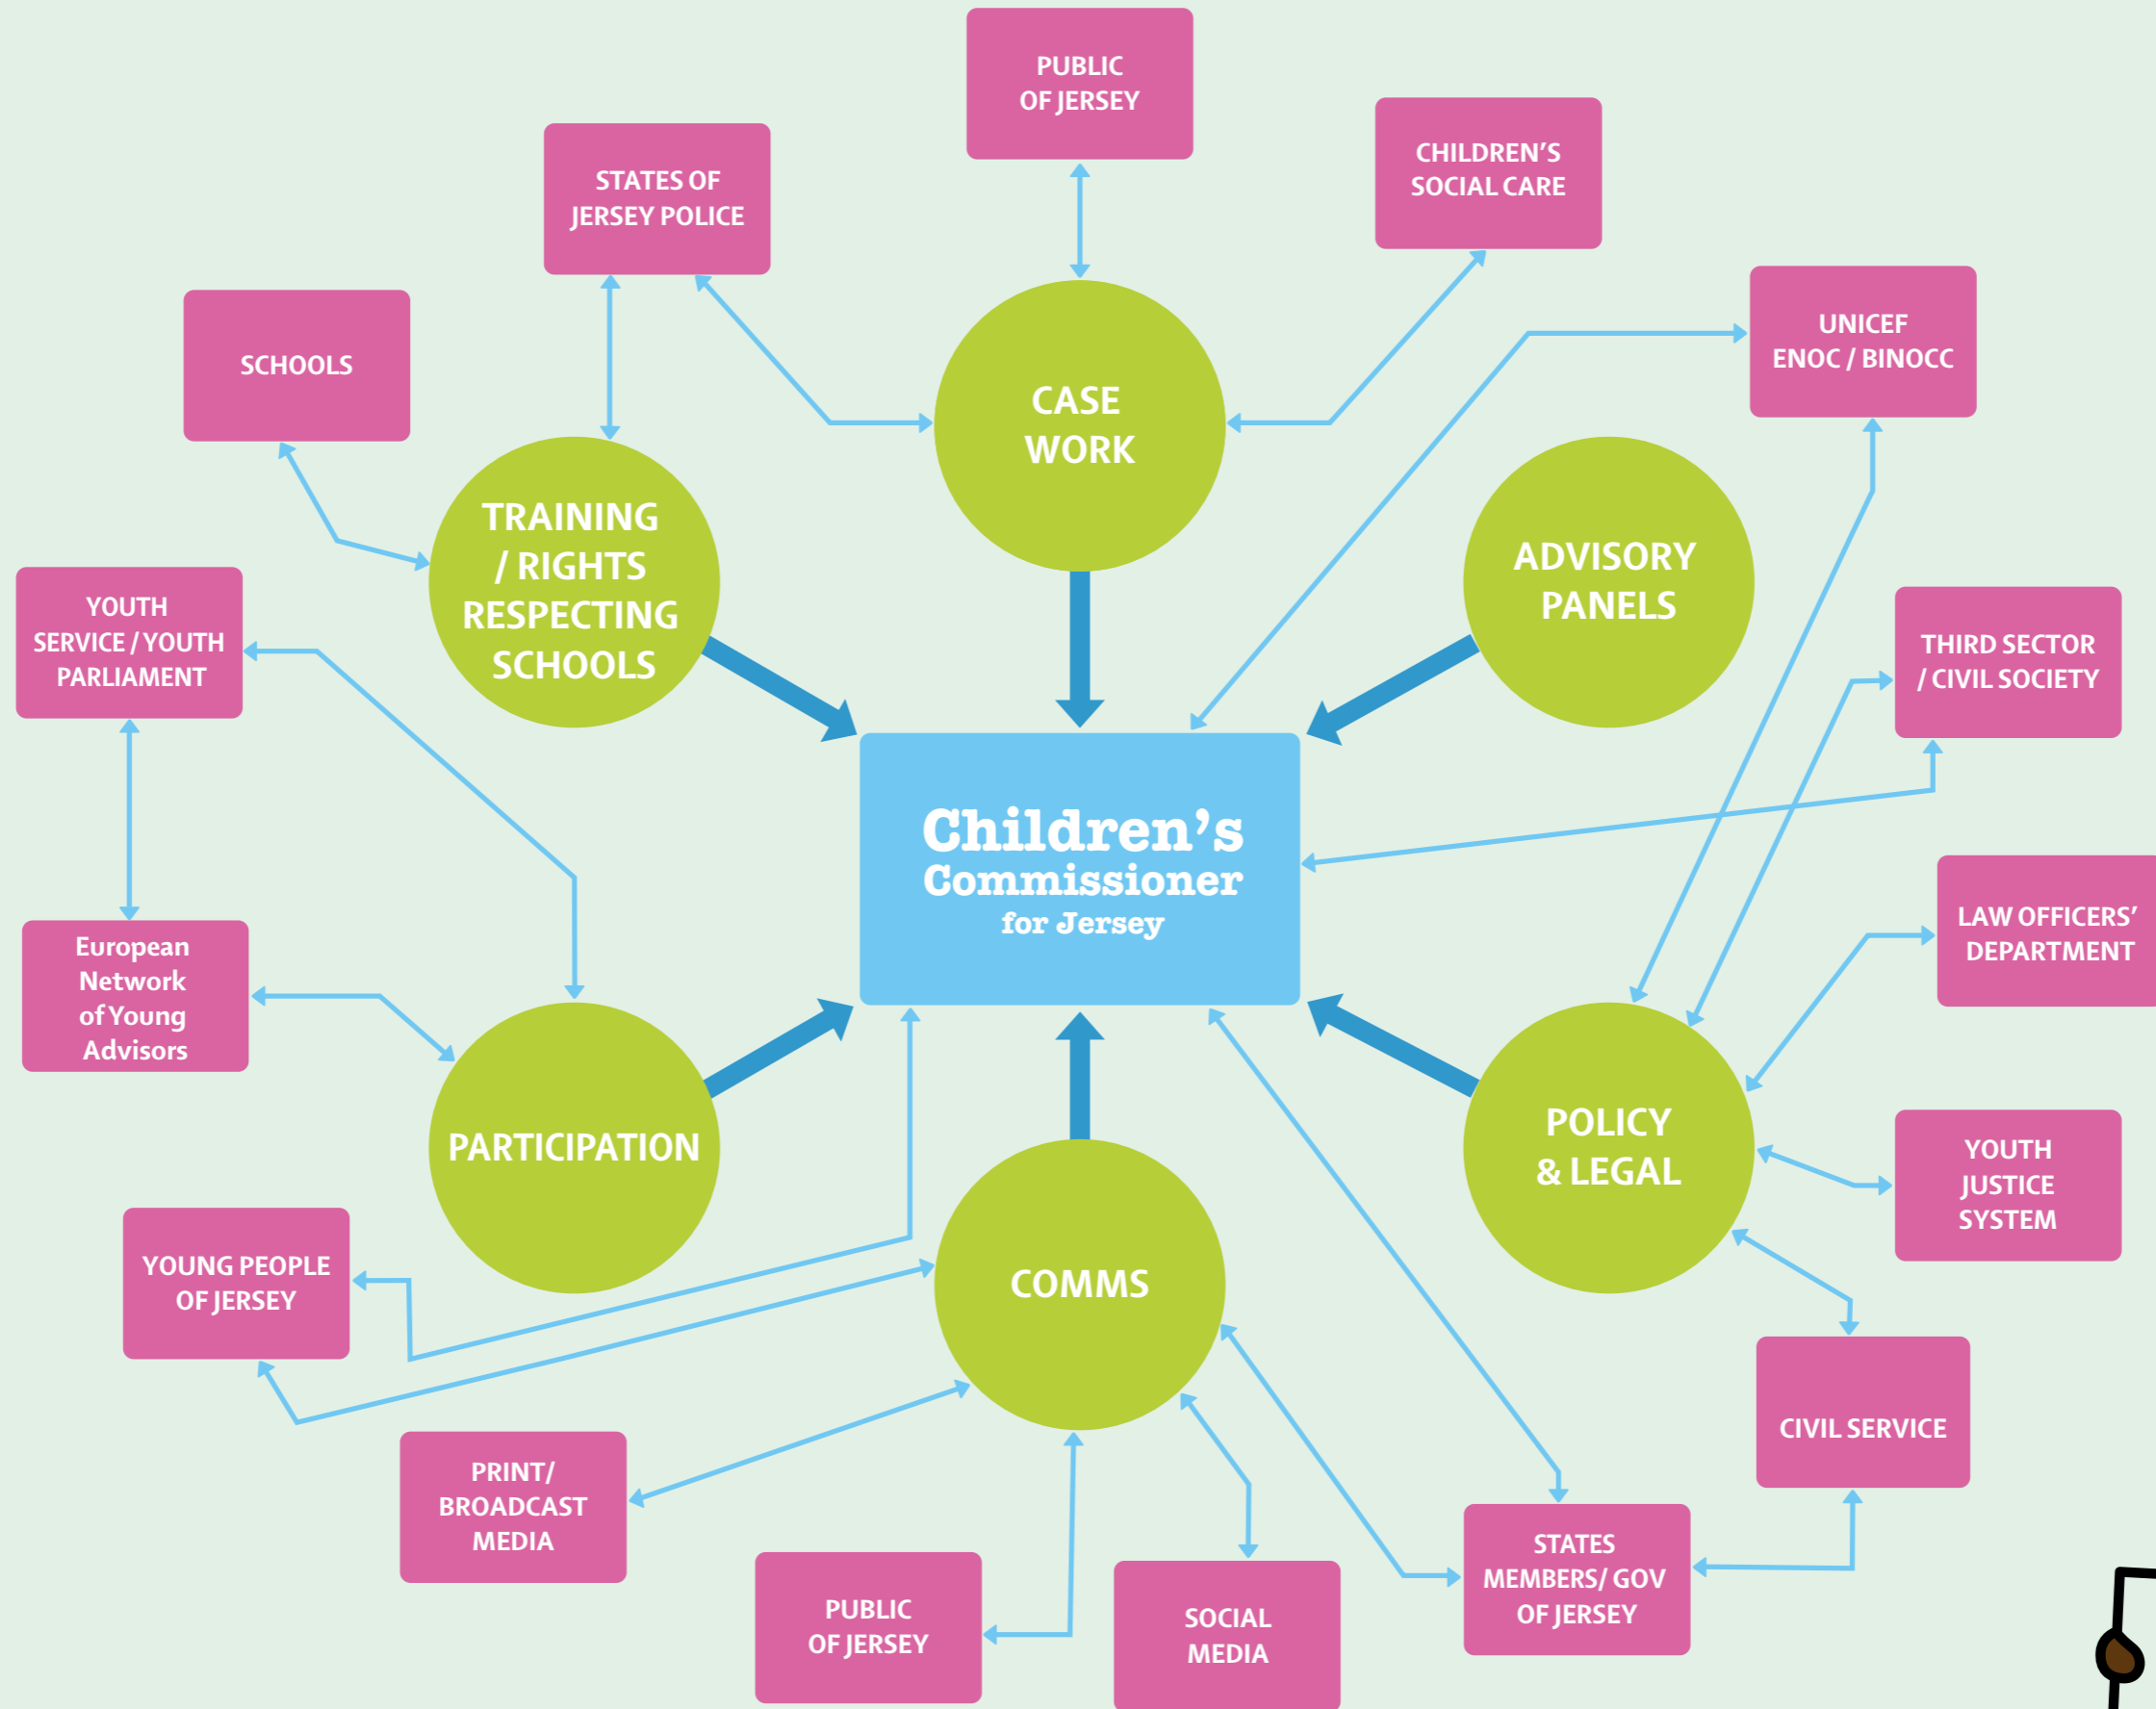 PUBLIC
OF JERSEY
CHILDREN'S
SOCIAL CARE
STATES OF
JERSEY POLICE
UNICEF
ENOC / BINOCC
SCHOOLS
CASE
WORK
TRAINING
/ RIGHTS
RESPECTING
SCHOOLS
ADVISORY
PANELS
YOUTH
SERVICE / YOUTH
PARLIAMENT
THIRD SECTOR
/ CIVIL SOCIETY
Children's
Commissioner
for Jersey
European
Network
of Young
Advisors
LAW OFFICERS'
DEPARTMENT
PARTICIPATION
POLICY
& LEGAL
YOUTH
JUSTICE
SYSTEM
YOUNG PEOPLE
OF JERSEY
COMMS
CIVIL SERVICE
PRINT/
BROADCAST
MEDIA
STATES
MEMBERS/ GOV
OF JERSEY
PUBLIC
OF JERSEY
SOCIAL
MEDIA